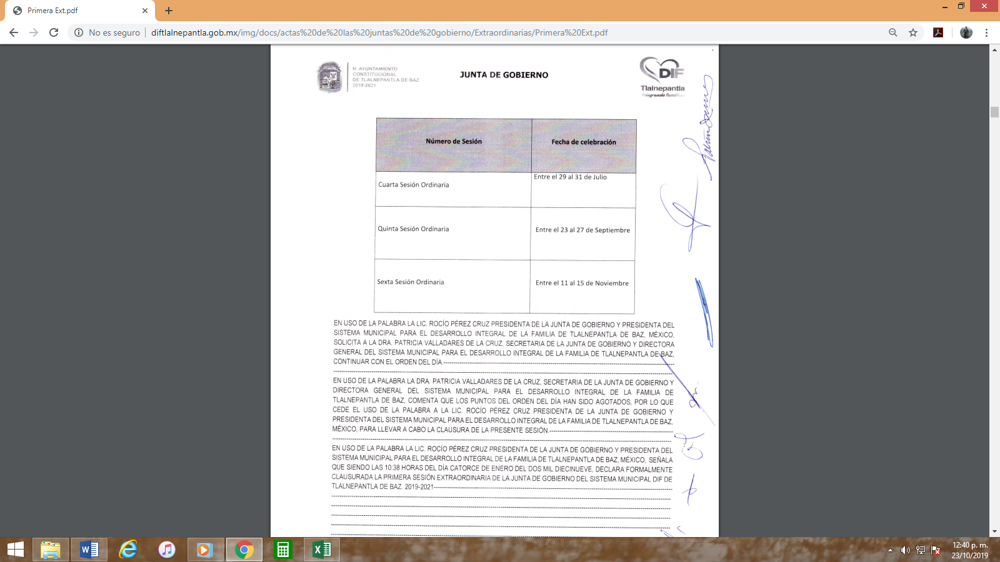 Primera Ext.pdf
No es seguro
diftlalnepantla.gob.mx/img/docs/actas%20de%20las%20juntas%20de%20gobierno/Extraordinarias/Primera%20Ext.pdf
H. AYUNTAMIENTO
CONSTITUCIONAL
DE TLALNEPANTLA DE BAZ
2019-2021
JUNTA DE GOBIERNO
DIF
Tlalnepantla
Número de Sesión
Fecha de celebración
Cuarta Sesión Ordinaria
Entre el 29 al 31 de Julio
Quinta Sesión Ordinaria
Entre el 23 al 27 de Septiembre
Sexta Sesión Ordinaria
Entre el 11 al 15 de Noviembre
EN USO DE LA PALABRA LA LIC. ROCÍO PÉREZ CRUZ PRESIDENTA DE LA JUNTA DE GOBIERNO Y PRESIDENTA DEL
SISTEMA MUNICIPAL PARA EL DESARROLLO INTEGRAL DE LA FAMILIA DE TLALNEPANTLA DE BAZ, MÉXICO,
SOLICITA A LA DRA. PATRICIA VALLADARES DE LA CRUZ, SECRETARIA DE LA JUNTA DE GOBIERNO Y DIRECTORA
GENERAL DEL SISTEMA MUNICIPAL PARA EL DESARROLLO INTEGRAL DE LA FAMILIA DE TLALNEPANTLA DE BAZ,
CONTINUAR CON EL ORDEN DEL DÍA.
EN USO DE LA PALABRA LA DRA. PATRICIA VALLADARES DE LA CRUZ, SECRETARIA DE LA JUNTA DE GOBIERNO Y
DIRECTORA GENERAL DEL SISTEMA MUNICIPAL PARA EL DESARROLLO INTEGRAL DE LA FAMILIA DE
TLALNEPANTLA DE BAZ, COMENTA QUE LOS PUNTOS DEL ORDEN DEL DÍA HAN SIDO AGOTADOS, POR LO QUE
CEDE EL USO DE LA PALABRA A LA LIC. ROCÍO PÉREZ CRUZ PRESIDENTA DE LA JUNTA DE GOBIERNO Y
PRESIDENTA DEL SISTEMA MUNICIPAL PARA EL DESARROLLO INTEGRAL DE LA FAMILIA DE TLALNEPANTLA DE BAZ,
MÉXICO, PARA LLEVAR A CABO LA CLAUSURA DE LA PRESENTE SESIÓN.
EN USO DE LA PALABRA LA LIC. ROCÍO PÉREZ CRUZ PRESIDENTA DE LA JUNTA DE GOBIERNO Y PRESIDENTA DEL
SISTEMA MUNICIPAL PARA EL DESARROLLO INTEGRAL DE LA FAMILIA DE TLALNEPANTLA DE BAZ, MÉXICO, SEÑALA
QUE SIENDO LAS 10:38 HORAS DEL DÍA CATORCE DE ENERO DEL DOS MIL DIECINUEVE, DECLARA FORMALMENTE
CLAUSURADA LA PRIMERA SESIÓN EXTRAORDINARIA DE LA JUNTA DE GOBIERNO DEL SISTEMA MUNICIPAL DIF DE
TLALNEPANTLA DE BAZ. 2019-2021
12:40 p. m.
23/10/2019